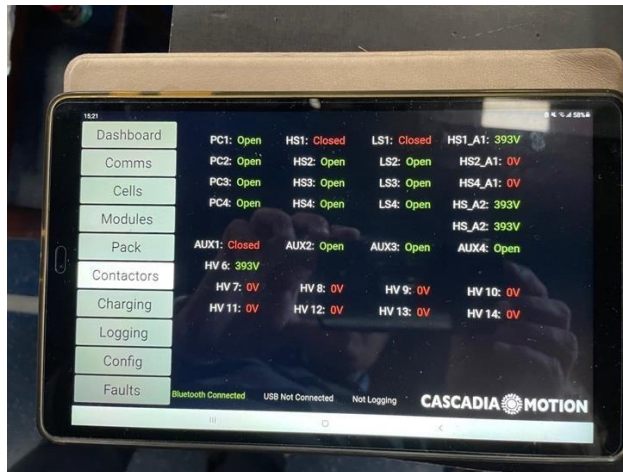 15:21
58%
Dashboard
Comms
Cells
Modules
Pack
Contactors
Charging
Logging
Config
Faults
PC1: Open HS1: Closed LS1: Closed HS1_A1: 393V
PC2: Open HS2: Open LS2: Open HS2_A1: 0V
PC3: Open HS3: Open LS3: Open HS4_A1: 0V
PC4: Open HS4: Open LS4: Open HS_A2: 393V
HS_A2: 393V
AUX1: Closed AUX2: Open AUX3: Open AUX4: Open
HV 6: 393V
HV 7: 0V HV 8: 0V HV 9: 0V HV 10: 0V
HV 11: 0V HV 12: 0V HV 13: 0V HV 14: 0V
Bluetooth Connected USB Not Connected Not Logging CASCADIA MOTION